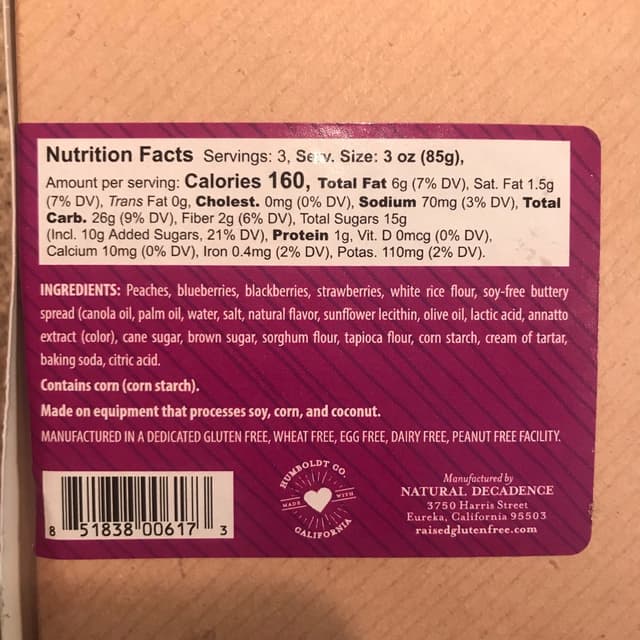 Nutrition Facts Servings: 3, Serv. Size: 3 oz (85g),
Amount per serving: Calories 160, Total Fat 6g (7% DV), Sat. Fat 1.5g
(7% DV), Trans Fat 0g, Cholest. 0mg (0% DV), Sodium 70mg (3% DV), Total
Carb. 26g (9% DV), Fiber 2g (6% DV), Total Sugars 15g
(Incl. 10g Added Sugars, 21% DV), Protein 1g, Vit. D 0mcg (0% DV),
Calcium 10mg (0% DV), Iron 0.4mg (2% DV), Potas. 110mg (2% DV).
INGREDIENTS: Peaches, blueberries, blackberries, strawberries, white rice flour, soy-free buttery
spread (canola oil, palm oil, water, salt, natural flavor, sunflower lecithin, olive oil, lactic acid, annatto
extract (color), cane sugar, brown sugar, sorghum flour, tapioca flour, corn starch, cream of tartar,
baking soda, citric acid.
Contains corn (corn starch).
Made on equipment that processes soy, corn, and coconut.
MANUFACTURED IN A DEDICATED GLUTEN FREE, WHEAT FREE, EGG FREE, DAIRY FREE, PEANUT FREE FACILITY.
8 51838 00617 3
HUMBOLDT CO.
MADE WITH
CALIFORNIA
Manufactured by
NATURAL DECADENCE
3750 Harris Street
Eureka, California 95503
raisedglutenfree.com